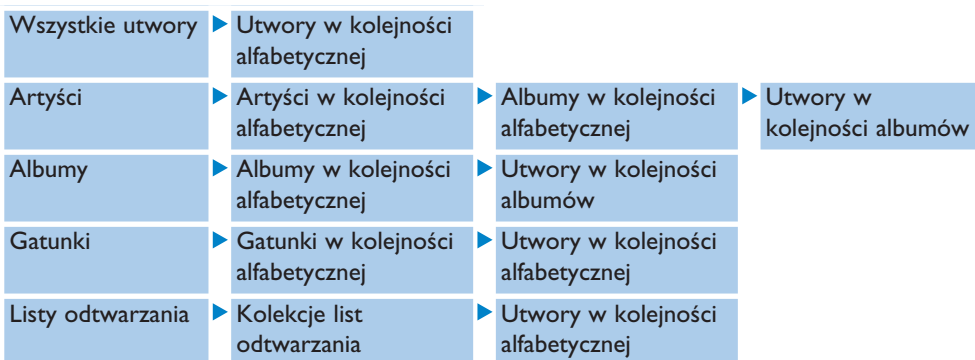 Wszystkie utwory
Utwory w kolejności
alfabetycznej
Artyści
Artyści w kolejności
alfabetycznej
Albumy w kolejności
alfabetycznej
Utwory w
kolejności albumów
Albumy
Albumy w kolejności
alfabetycznej
Utwory w kolejności
albumów
Gatunki
Gatunki w kolejności
alfabetycznej
Utwory w kolejności
alfabetycznej
Listy odtwarzania
Kolekcje list
odtwarzania
Utwory w kolejności
alfabetycznej